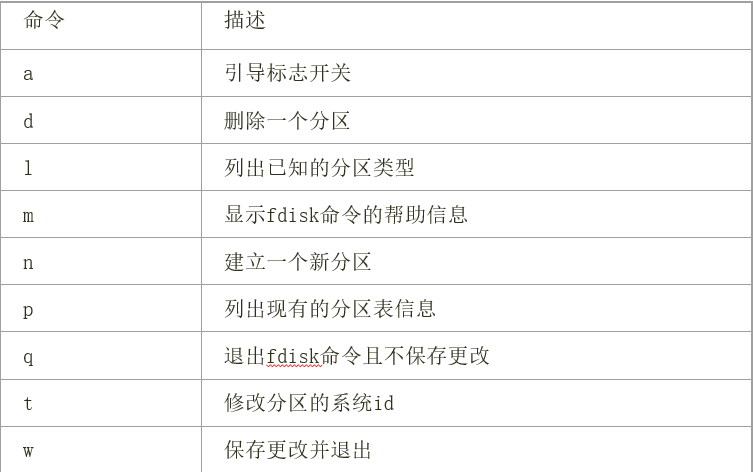 命令 描述
a 引导标志开关
d 删除一个分区
l 列出已知的分区类型
m 显示fdisk命令的帮助信息
n 建立一个新分区
p 列出现有的分区表信息
q 退出fdisk命令且不保存更改
t 修改分区的系统id
w 保存更改并退出